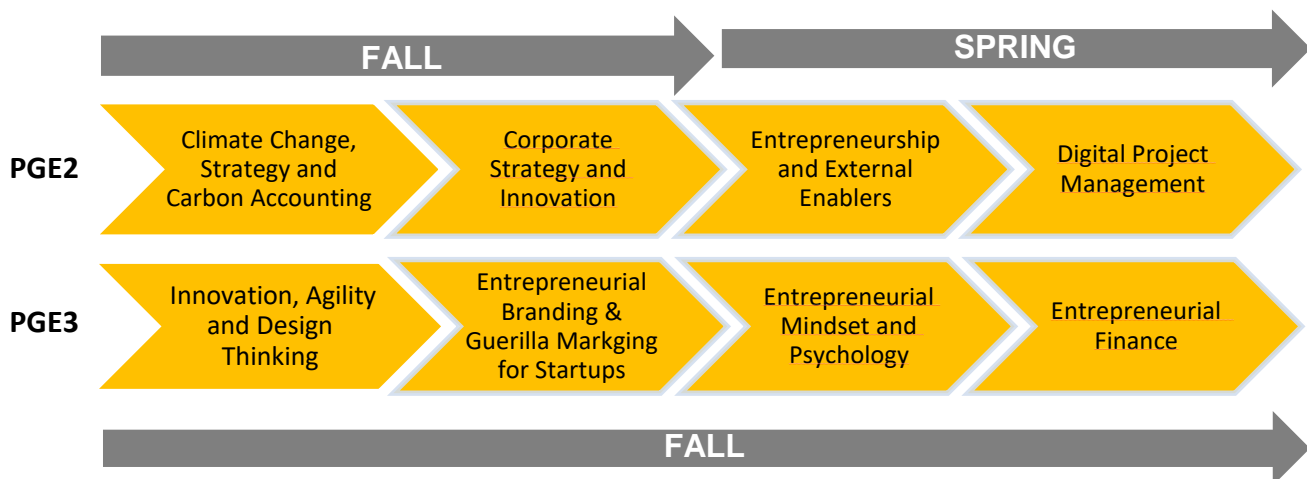 FALL
SPRING
PGE2
Climate Change,
Strategy and
Carbon Accounting
Corporate
Strategy and
Innovation
Entrepreneurship
and External
Enablers
Digital Project
Management
PGE3
Innovation, Agility
and Design
Thinking
Entrepreneurial
Branding &
Guerilla Markging
for Startups
Entrepreneurial
Mindset and
Psychology
Entrepreneurial
Finance
FALL